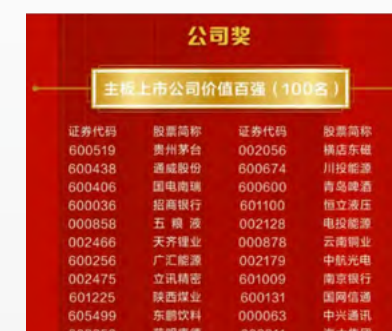 公司奖
主板上市公司价值百强（100名）
证券代码 股票简称 证券代码 股票简称
600519 贵州茅台 002056 横店东磁
600438 通威股份 600674 川投能源
600406 国电南瑞 600600 青岛啤酒
600036 招商银行 601100 恒立液压
000858 五粮液 002128 电投能源
002466 天齐锂业 000878 云南铜业
600256 广汇能源 002179 中航光电
002475 立讯精密 601009 南京银行
601225 陕西煤业 600131 国网信通
605499 东鹏饮料 000063 中兴通讯